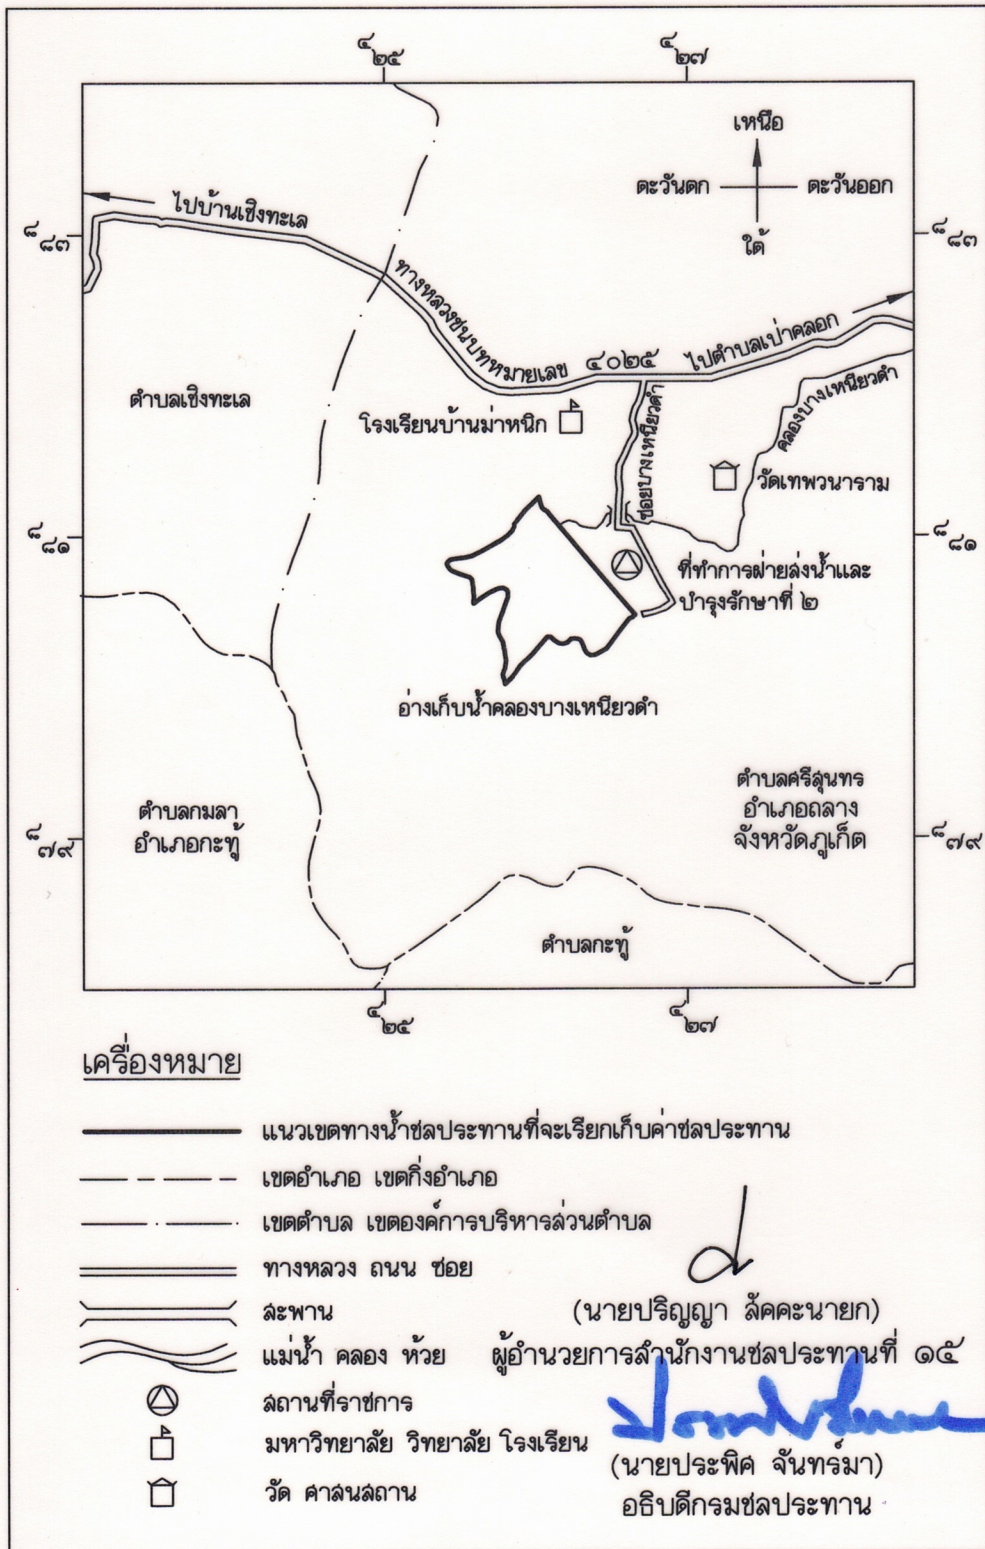 ๔๒๕
๔๒๗
เหนือ
ตะวันตก
ตะวันออก
ใต้
ไปบ้านเชิงทะเล
๘๘๓
๘๘๓
ทางหลวงชนบทหมายเลข ๔๐๒๕
ไปตำบลป่าคลอก
ตำบลเชิงทะเล
โรงเรียนบ้านม่าหนิก
ซอยบางเหนียวดำ
คลองบางเหนียวดำ
วัดเทพวนาราม
๘๘๑
๘๘๑
ที่ทำการฝ่ายส่งน้ำและ
บำรุงรักษาที่ ๒
อ่างเก็บน้ำคลองบางเหนียวดำ
ตำบลกมลา
อำเภอกะทู้
ตำบลศรีสุนทร
อำเภอถลาง
จังหวัดภูเก็ต
๘๗๙
๘๗๙
ตำบลกะทู้
๔๒๕
๔๒๗
เครื่องหมาย
แนวเขตทางน้ำชลประทานที่จะเรียกเก็บค่าชลประทาน
เขตอำเภอ เขตกิ่งอำเภอ
เขตตำบล เขตองค์การบริหารส่วนตำบล
ทางหลวง ถนน ซอย
สะพาน
(นายปริญญา สัคคะนายก)
แม่น้ำ คลอง ห้วย
ผู้อำนวยการสำนักงานชลประทานที่ ๑๕
สถานที่ราชการ
มหาวิทยาลัย วิทยาลัย โรงเรียน
(นายประพิศ จันทร์มา)
วัด ศาสนสถาน
อธิบดีกรมชลประทาน